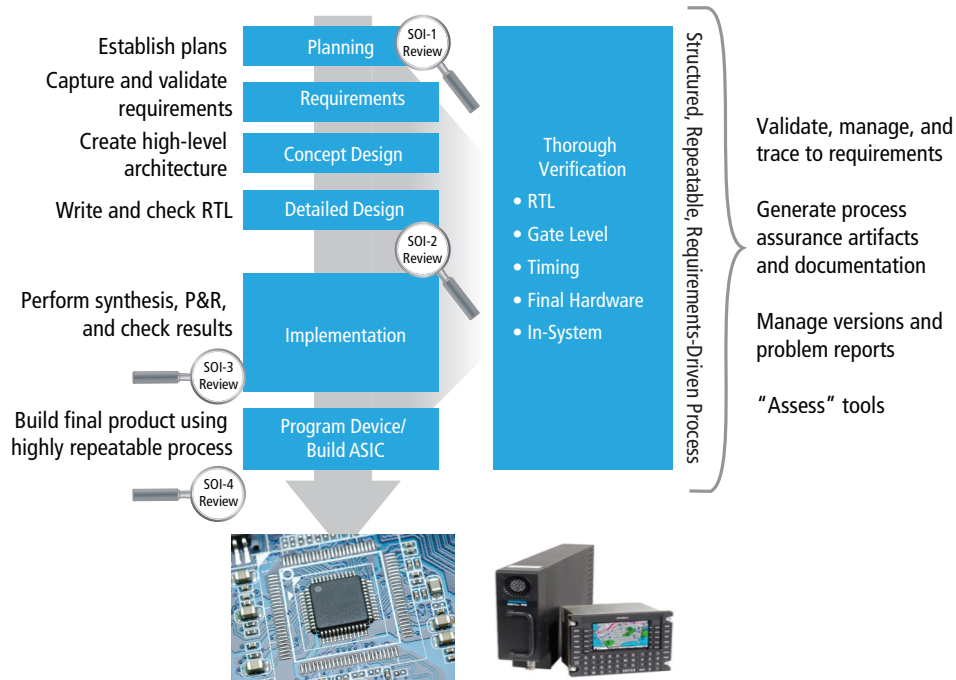 Establish plans
Planning
SOI-1
Review
Capture and validate
requirements
Requirements
Create high-level
architecture
Concept Design
Write and check RTL
Detailed Design
SOI-2
Review
Perform synthesis, P&R,
and check results
Implementation
SOI-3
Review
Build final product using
highly repeatable process
Program Device/
Build ASIC
SOI-4
Review
Thorough
Verification
• RTL
• Gate Level
• Timing
• Final Hardware
• In-System
Structured, Repeatable, Requirements-Driven Process
Validate, manage, and
trace to requirements
Generate process
assurance artifacts
and documentation
Manage versions and
problem reports
“Assess” tools